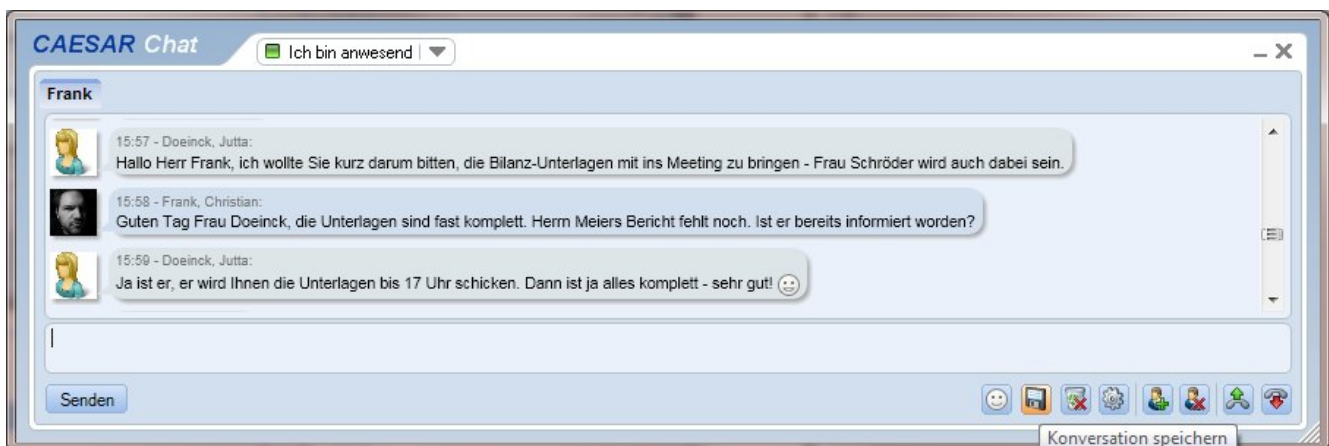 CAESAR Chat
Ich bin anwesend
Frank
15:57 - Doeinck, Jutta:
Hallo Herr Frank, ich wollte Sie kurz darum bitten, die Bilanz-Unterlagen mit ins Meeting zu bringen - Frau Schröder wird auch dabei sein.
15:58 - Frank, Christian:
Guten Tag Frau Doeinck, die Unterlagen sind fast komplett. Herrn Meiers Bericht fehlt noch. Ist er bereits informiert worden?
15:59 - Doeinck, Jutta:
Ja ist er, er wird Ihnen die Unterlagen bis 17 Uhr schicken. Dann ist ja alles komplett - sehr gut!
Senden
Konversation speichern